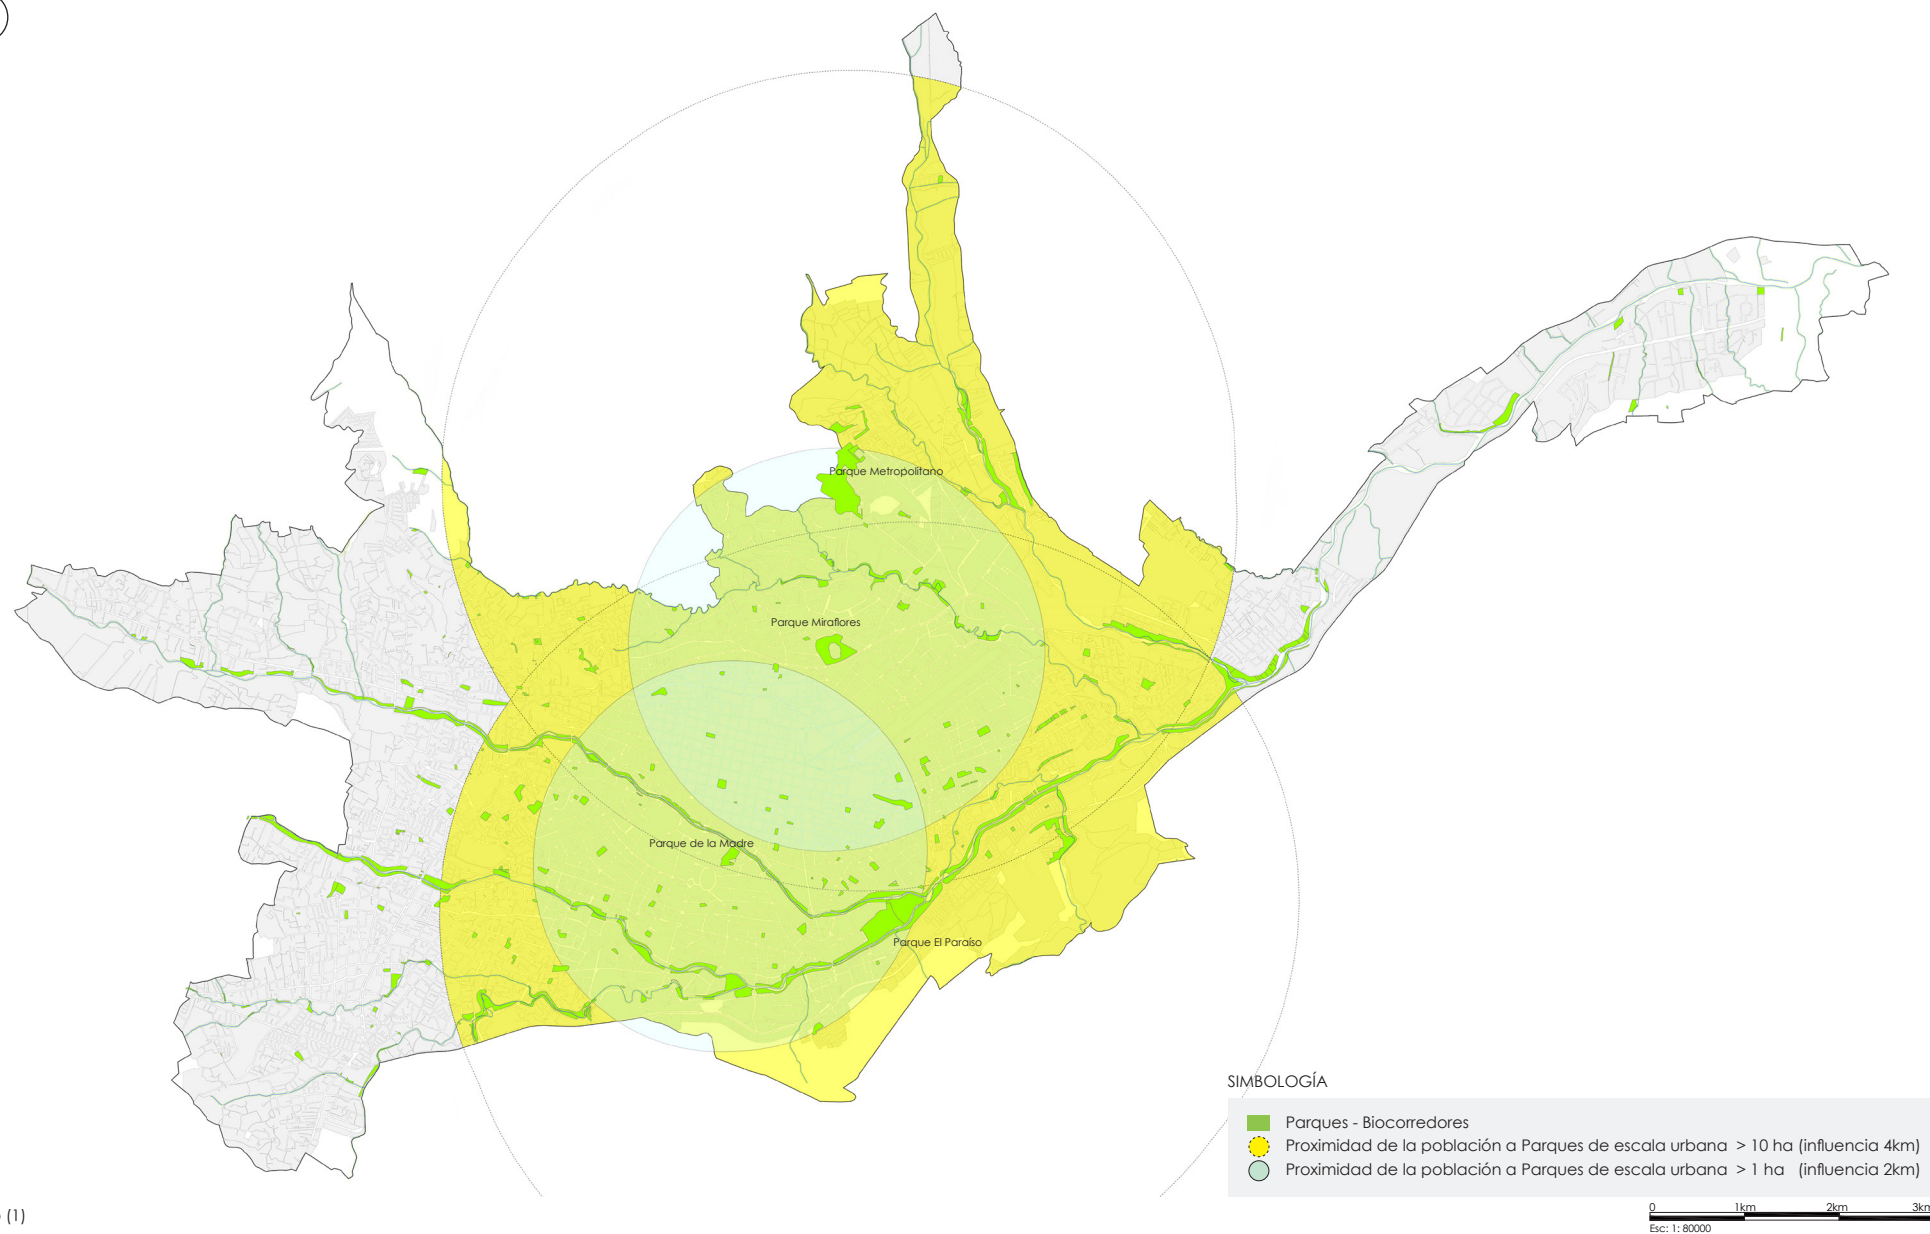 Parque Metropolitano
Parque Miraflores
Parque de la Madre
Parque El Paraíso
SIMBOLOGÍA
Parques - Biocorredores
Proximidad de la población a Parques de escala urbana > 10 ha (influencia 4km)
Proximidad de la población a Parques de escala urbana > 1 ha (influencia 2km)
0 1km 2km 3km
Esc: 1: 80000
(1)